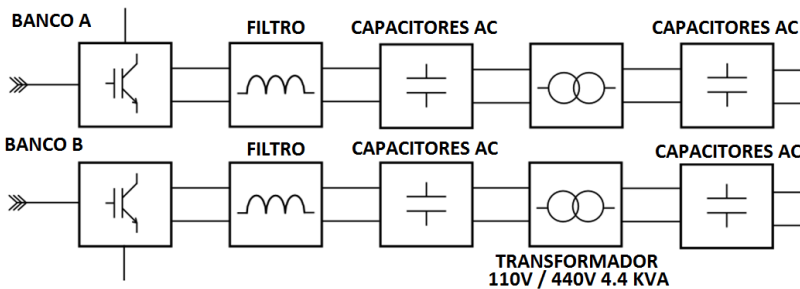 BANCO A
FILTRO
CAPACITORES AC
CAPACITORES AC
BANCO B
FILTRO
CAPACITORES AC
CAPACITORES AC
TRANSFORMADOR
110V / 440V 4.4 KVA